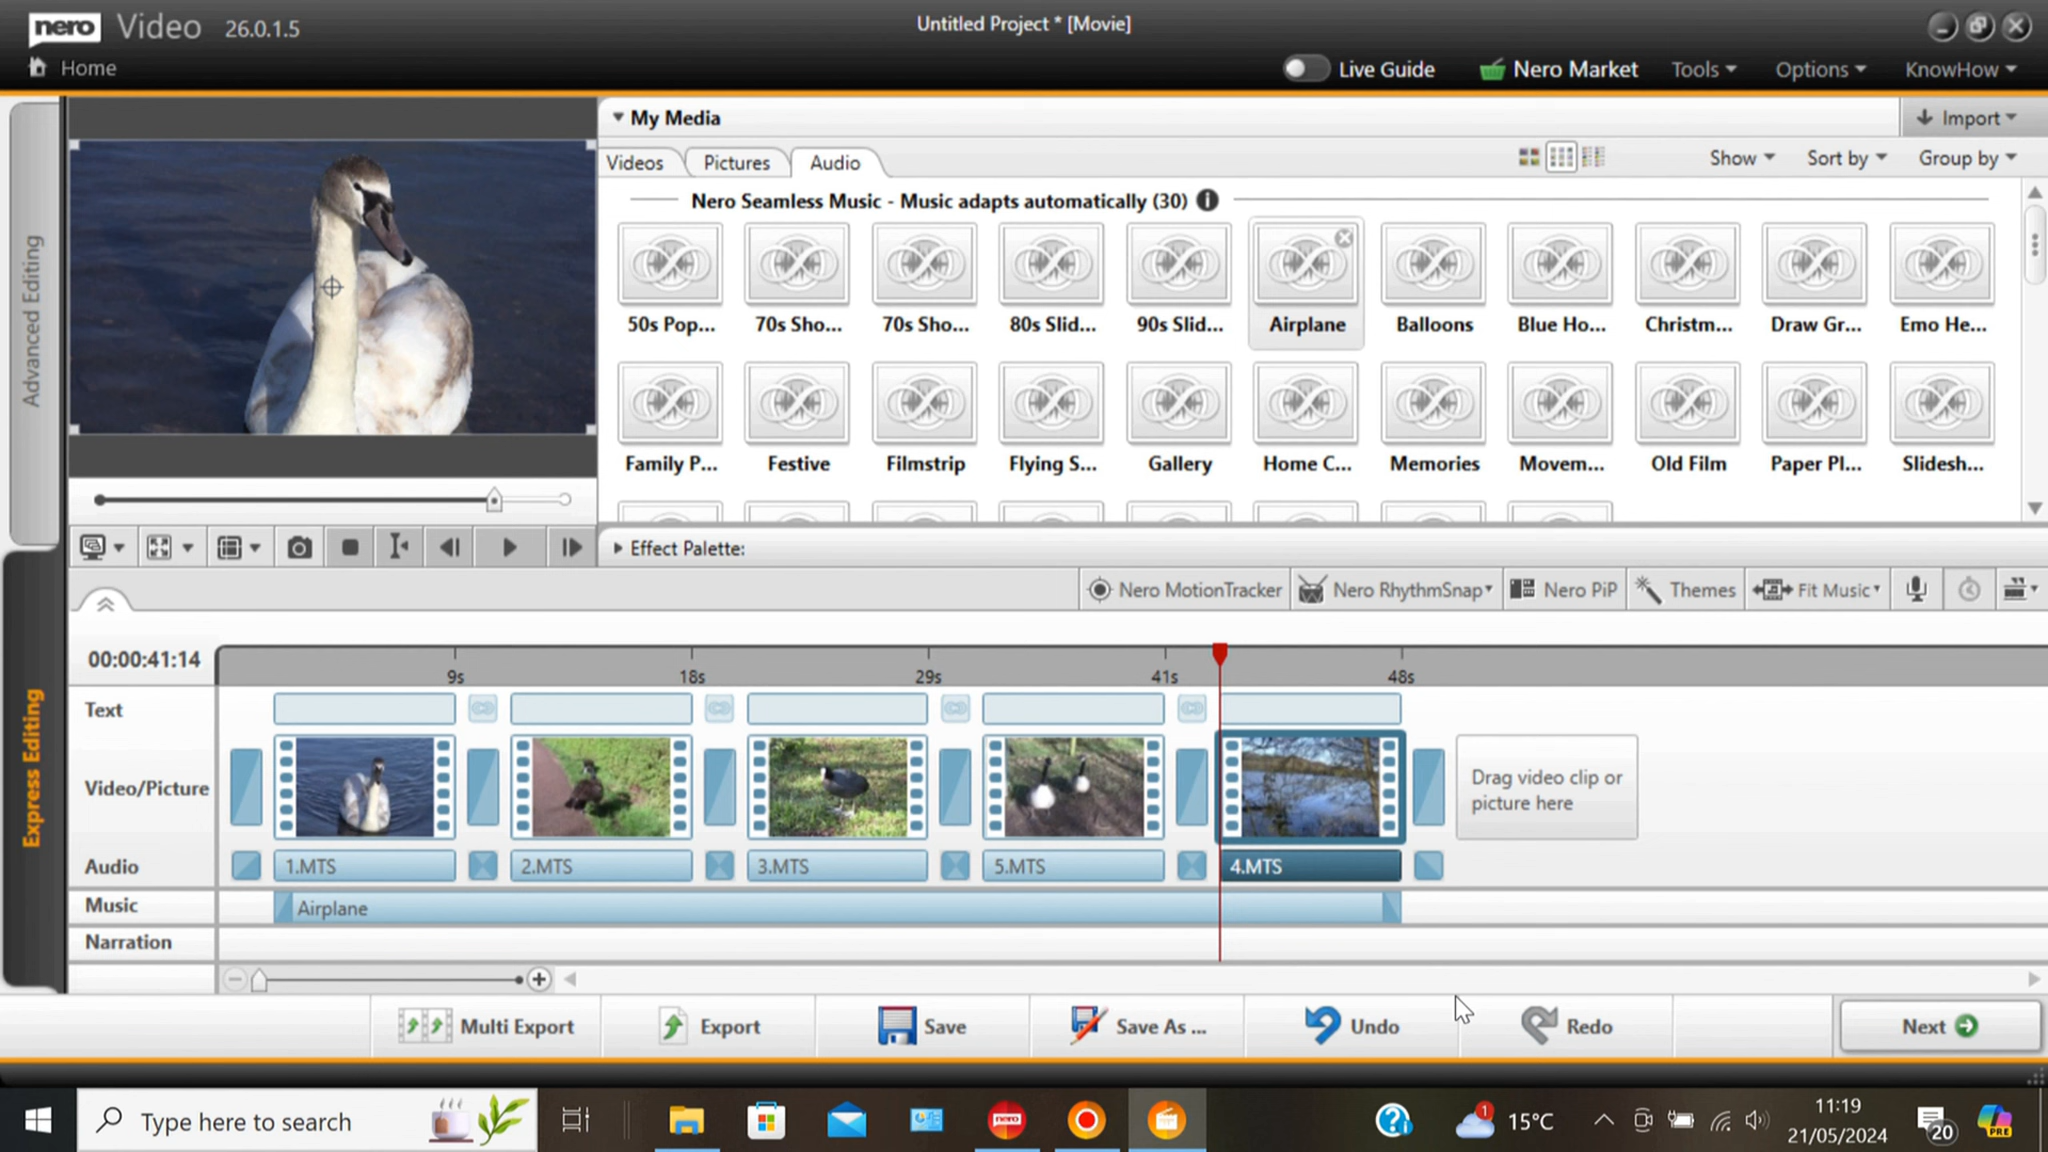 nero Video 26.0.1.5
Untitled Project * [Movie]
Home
Live Guide
Nero Market
Tools
Options
KnowHow
My Media
Import
Videos
Pictures
Audio
Show
Sort by
Group by
Nero Seamless Music - Music adapts automatically (30)
50s Pop...
70s Sho...
70s Sho...
80s Slid...
90s Slid...
Airplane
Balloons
Blue Ho...
Christm...
Draw Gr...
Emo He...
Family P...
Festive
Filmstrip
Flying S...
Gallery
Home C...
Memories
Movem...
Old Film
Paper Pl...
Slidesh...
Advanced Editing
Express Editing
Effect Palette:
Nero MotionTracker
Nero RhythmSnap
Nero PiP
Themes
Fit Music
00:00:41:14
9s
18s
29s
41s
48s
Text
Video/Picture
Drag video clip or
picture here
Audio
1.MTS
2.MTS
3.MTS
5.MTS
4.MTS
Music
Airplane
Narration
Multi Export
Export
Save
Save As ...
Undo
Redo
Next
Type here to search
nero
1
15°C
11:19
21/05/2024
20
PRE